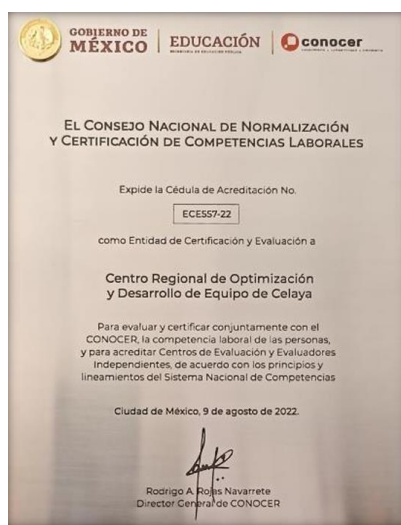 GOBIERNO DE
MÉXICO
EDUCACIÓN
SECRETARÍA DE EDUCACIÓN PÚBLICA
conocer
EL CONSEJO NACIONAL DE NORMALIZACIÓN
Y CERTIFICACIÓN DE COMPETENCIAS LABORALES
Expide la Cédula de Acreditación No.
ECE557-22
como Entidad de Certificación y Evaluación a
Centro Regional de Optimización
y Desarrollo de Equipo de Celaya
Para evaluar y certificar conjuntamente con el
CONOCER, la competencia laboral de las personas,
y para acreditar Centros de Evaluación y Evaluadores
Independientes, de acuerdo con los principios y
lineamientos del Sistema Nacional de Competencias
Ciudad de México, 9 de agosto de 2022.
Rodrigo A. Rojas Navarrete
Director General de CONOCER